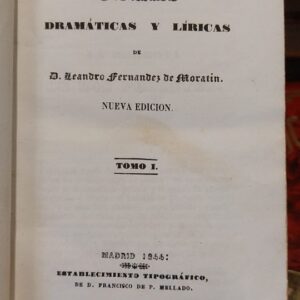 DRAMÁTICAS Y LÍRICAS
DE
D. Leandro Fernandez de Moratin.
NUEVA EDICION.
TOMO I.
MADRID 1844:
ESTABLECIMIENTO TIPOGRÁFICO,
DE D. FRANCISCO DE P. MELLADO.